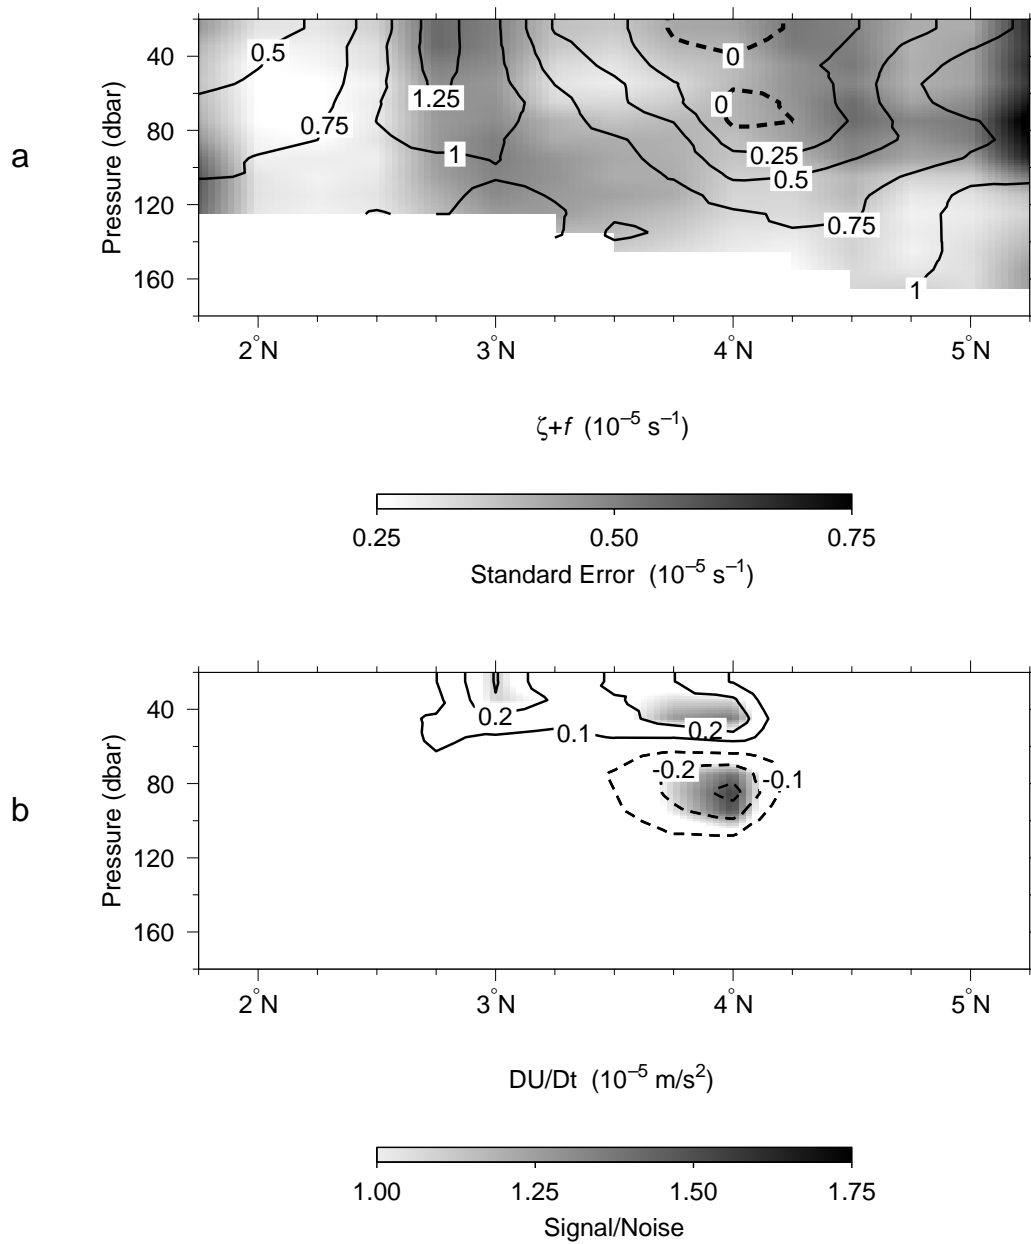 a
Pressure (dbar)
40
80
120
160
0.5
0.75
1.25
1
0
0
0.25
0.5
0.75
1
2°N
3°N
4°N
5°N
ζ+f (10⁻⁵ s⁻¹)
0.25
0.50
0.75
Standard Error (10⁻⁵ s⁻¹)
b
Pressure (dbar)
40
80
120
160
0.2
0.1
0.2
-0.2
-0.1
2°N
3°N
4°N
5°N
DU/Dt (10⁻⁵ m/s²)
1.00
1.25
1.50
1.75
Signal/Noise